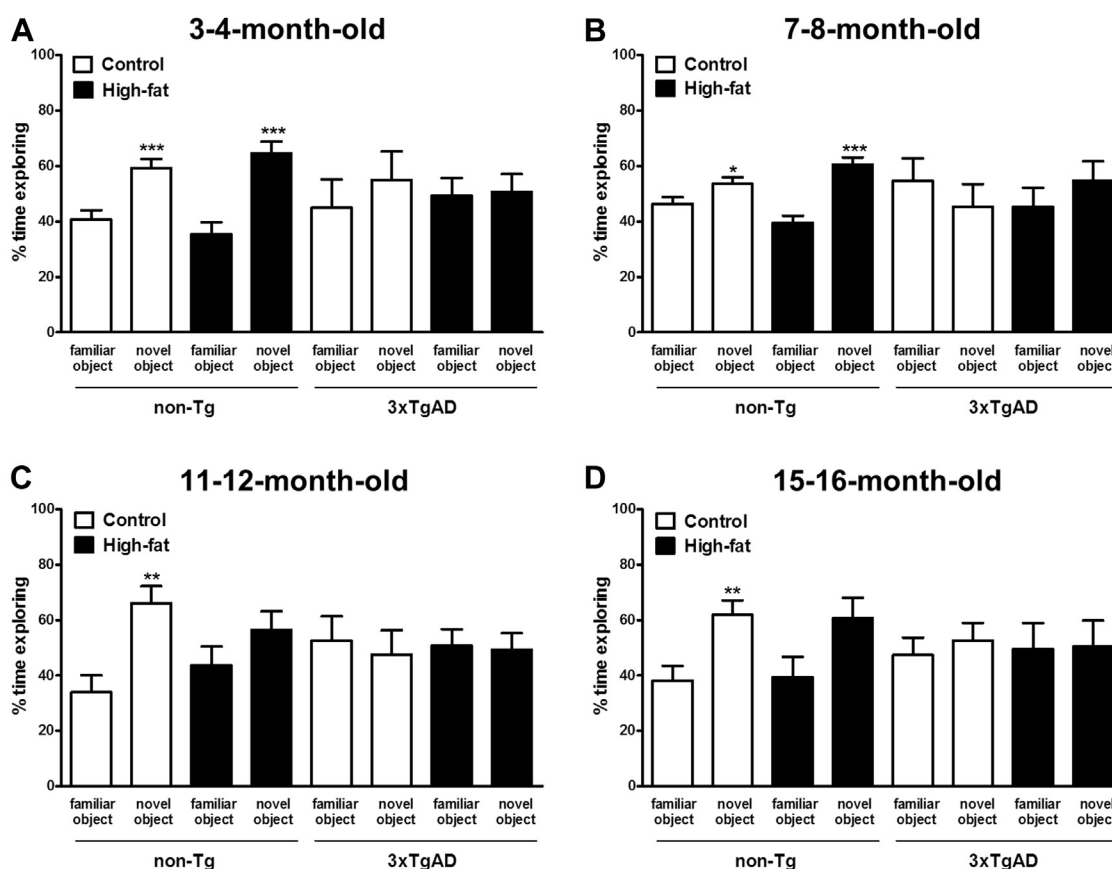 A
3-4-month-old
100
80
60
40
20
0
% time exploring
Control
High-fat
***
***
familiar object
novel object
familiar object
novel object
familiar object
novel object
familiar object
novel object
non-Tg
3xTgAD
B
7-8-month-old
100
80
60
40
20
0
% time exploring
Control
High-fat
*
***
familiar object
novel object
familiar object
novel object
familiar object
novel object
familiar object
novel object
non-Tg
3xTgAD
C
11-12-month-old
100
80
60
40
20
0
% time exploring
Control
High-fat
**
familiar object
novel object
familiar object
novel object
familiar object
novel object
familiar object
novel object
non-Tg
3xTgAD
D
15-16-month-old
100
80
60
40
20
0
% time exploring
Control
High-fat
**
familiar object
novel object
familiar object
novel object
familiar object
novel object
familiar object
novel object
non-Tg
3xTgAD